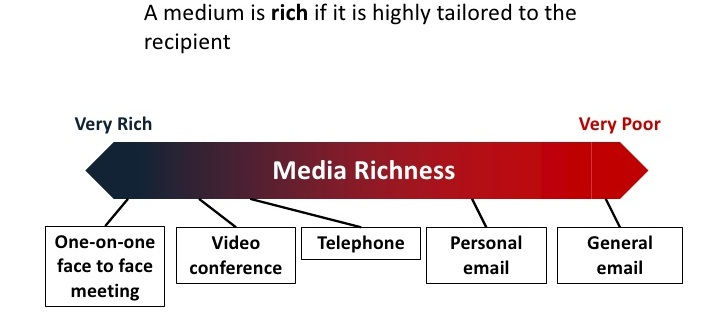 A medium is rich if it is highly tailored to the
recipient
Very Rich
Very Poor
Media Richness
One-on-one
face to face
meeting
Video
conference
Telephone
Personal
email
General
email